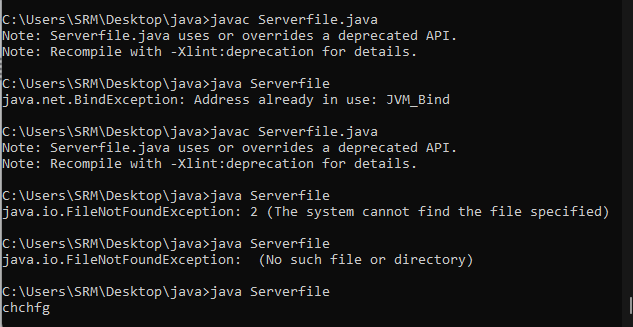 C:\Users\SRM\Desktop\java>javac Serverfile.java
Note: Serverfile.java uses or overrides a deprecated API.
Note: Recompile with -Xlint:deprecation for details.
C:\Users\SRM\Desktop\java>java Serverfile
java.net.BindException: Address already in use: JVM_Bind
C:\Users\SRM\Desktop\java>javac Serverfile.java
Note: Serverfile.java uses or overrides a deprecated API.
Note: Recompile with -Xlint:deprecation for details.
C:\Users\SRM\Desktop\java>java Serverfile
java.io.FileNotFoundException: 2 (The system cannot find the file specified)
C:\Users\SRM\Desktop\java>java Serverfile
java.io.FileNotFoundException:  (No such file or directory)
C:\Users\SRM\Desktop\java>java Serverfile
chchfg